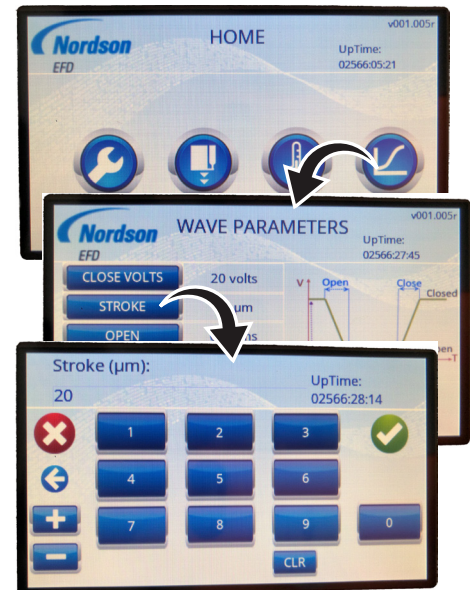 v001.005r
Nordson
EFD
HOME
UpTime:
02566:05:21
v001.005r
Nordson
EFD
WAVE PARAMETERS
UpTime:
02566:27:45
CLOSE VOLTS 20 volts
STROKE um
OPEN
V Open Close
Closed
T
Stroke (µm):
20
UpTime:
02566:28:14
1 2 3
4 5 6
7 8 9 0
+
−
CLR